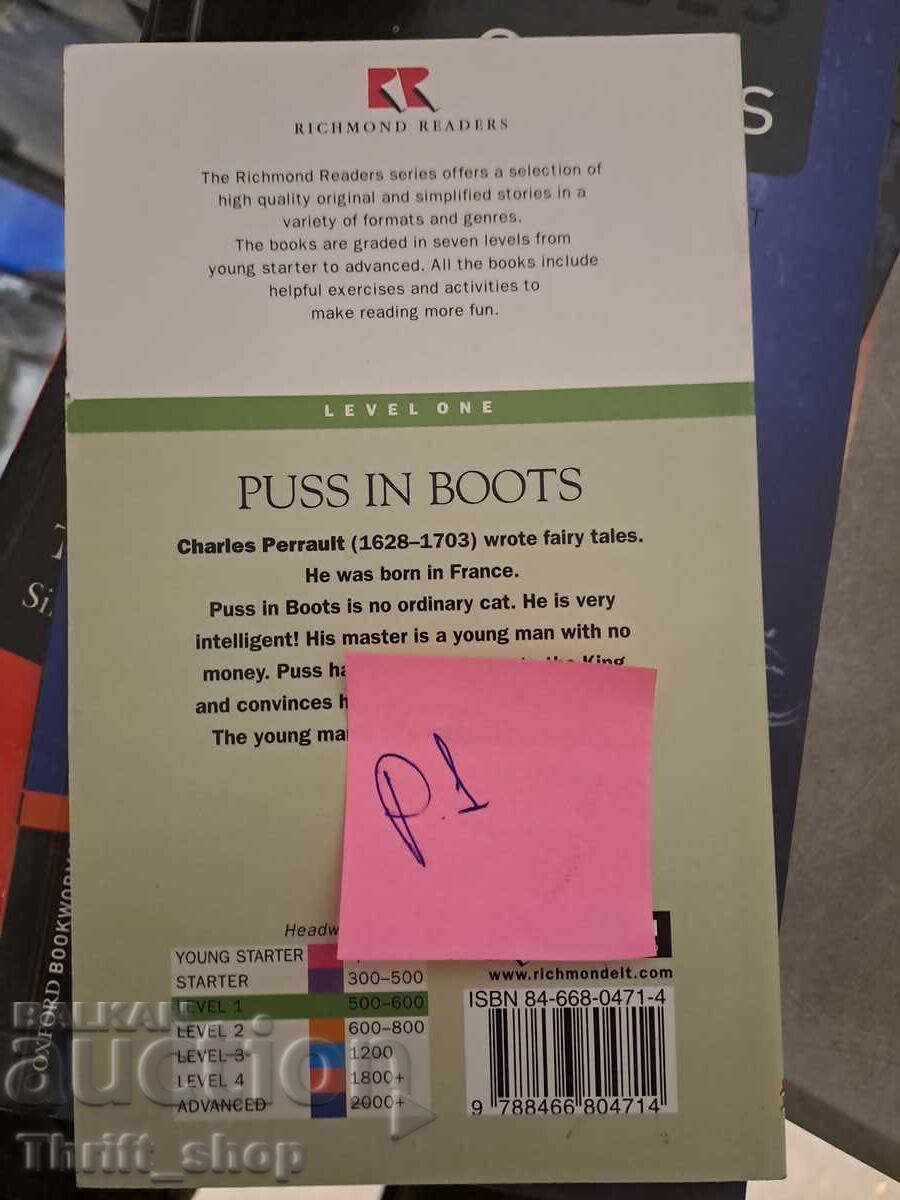 RICHMOND READERS
The Richmond Readers series offers a selection of
high quality original and simplified stories in a
variety of formats and genres.
The books are graded in seven levels from
young starter to advanced. All the books include
helpful exercises and activities to
make reading more fun.
LEVEL ONE
PUSS IN BOOTS
Charles Perrault (1628–1703) wrote fairy tales.
He was born in France.
Puss in Boots is no ordinary cat. He is very
intelligent! His master is a young man with no
money. Puss the King
and convinces
The young
P.1
YOUNG STARTER
STARTER 300–500
LEVEL 1 500–600
LEVEL 2 600–800
LEVEL 3 1200
LEVEL 4 1800+
ADVANCED 2000+
www.richmondelt.com
ISBN 84-668-0471-4
9 788466 804714
OXFORD BOOKWORM
BALKAN
auction
Thrift_shop